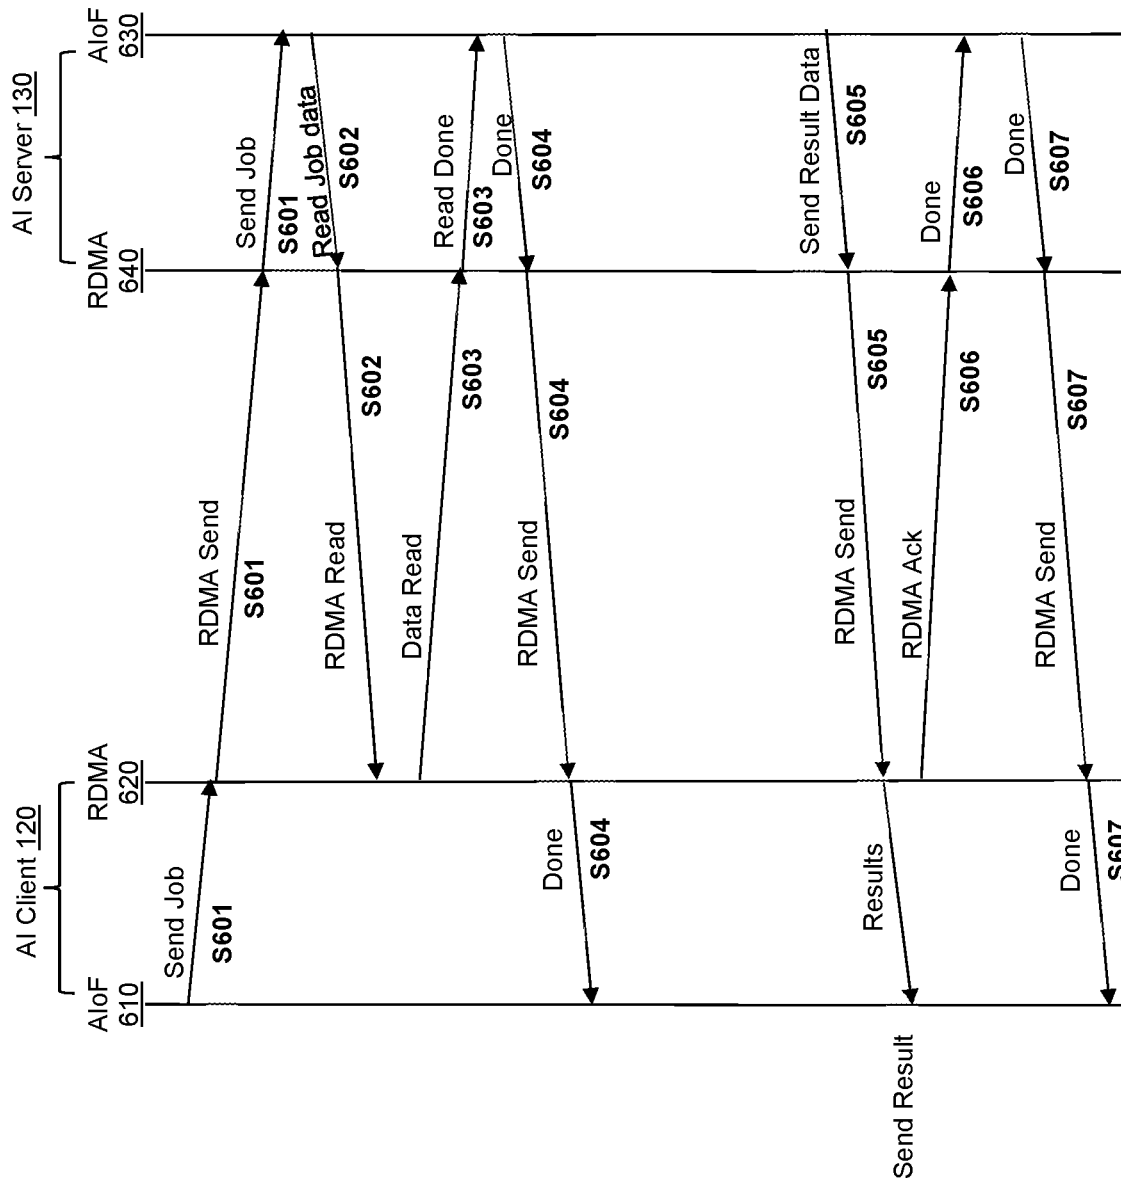 AI Client 120
AI Server 130
AIoF
610
RDMA
620
RDMA
640
AIoF
630
Send Job
S601
RDMA Send
S601
Send Job
S601
Read Job data
S602
S602
RDMA Read
Data Read
S603
Read Done
S603
Done
S604
S604
RDMA Send
Done
S604
Send Result Data
S605
S605
RDMA Send
Results
Send Result
RDMA Ack
S606
Done
S606
Done
S607
S607
RDMA Send
Done
S607